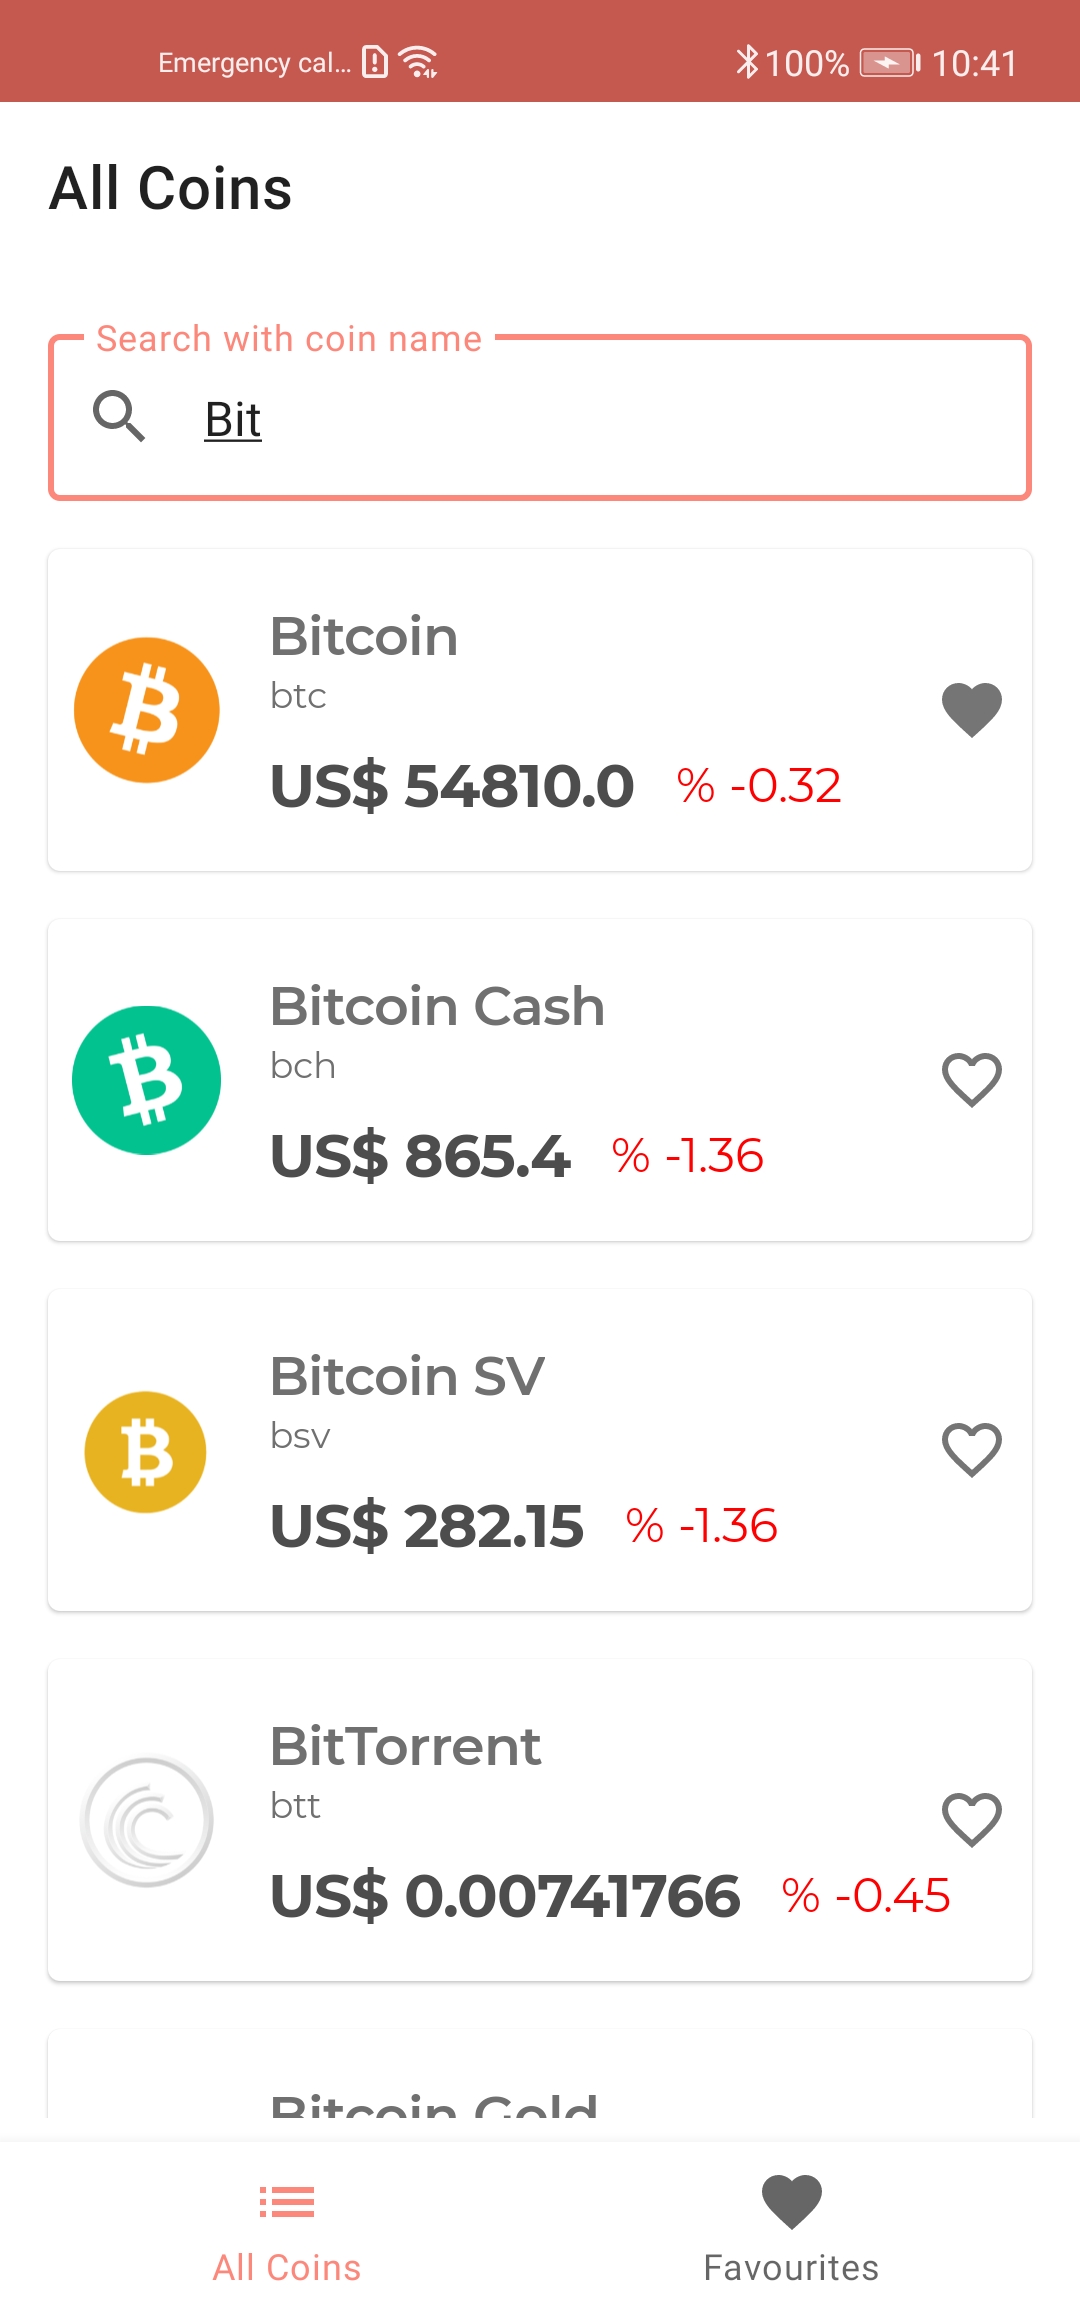 Emergency cal... 100% 10:41
All Coins
Search with coin name
Bit
Bitcoin
btc
US$ 54810.0 % -0.32
Bitcoin Cash
bch
US$ 865.4 % -1.36
Bitcoin SV
bsv
US$ 282.15 % -1.36
BitTorrent
btt
US$ 0.00741766 % -0.45
Bitcoin Gold
All Coins
Favourites